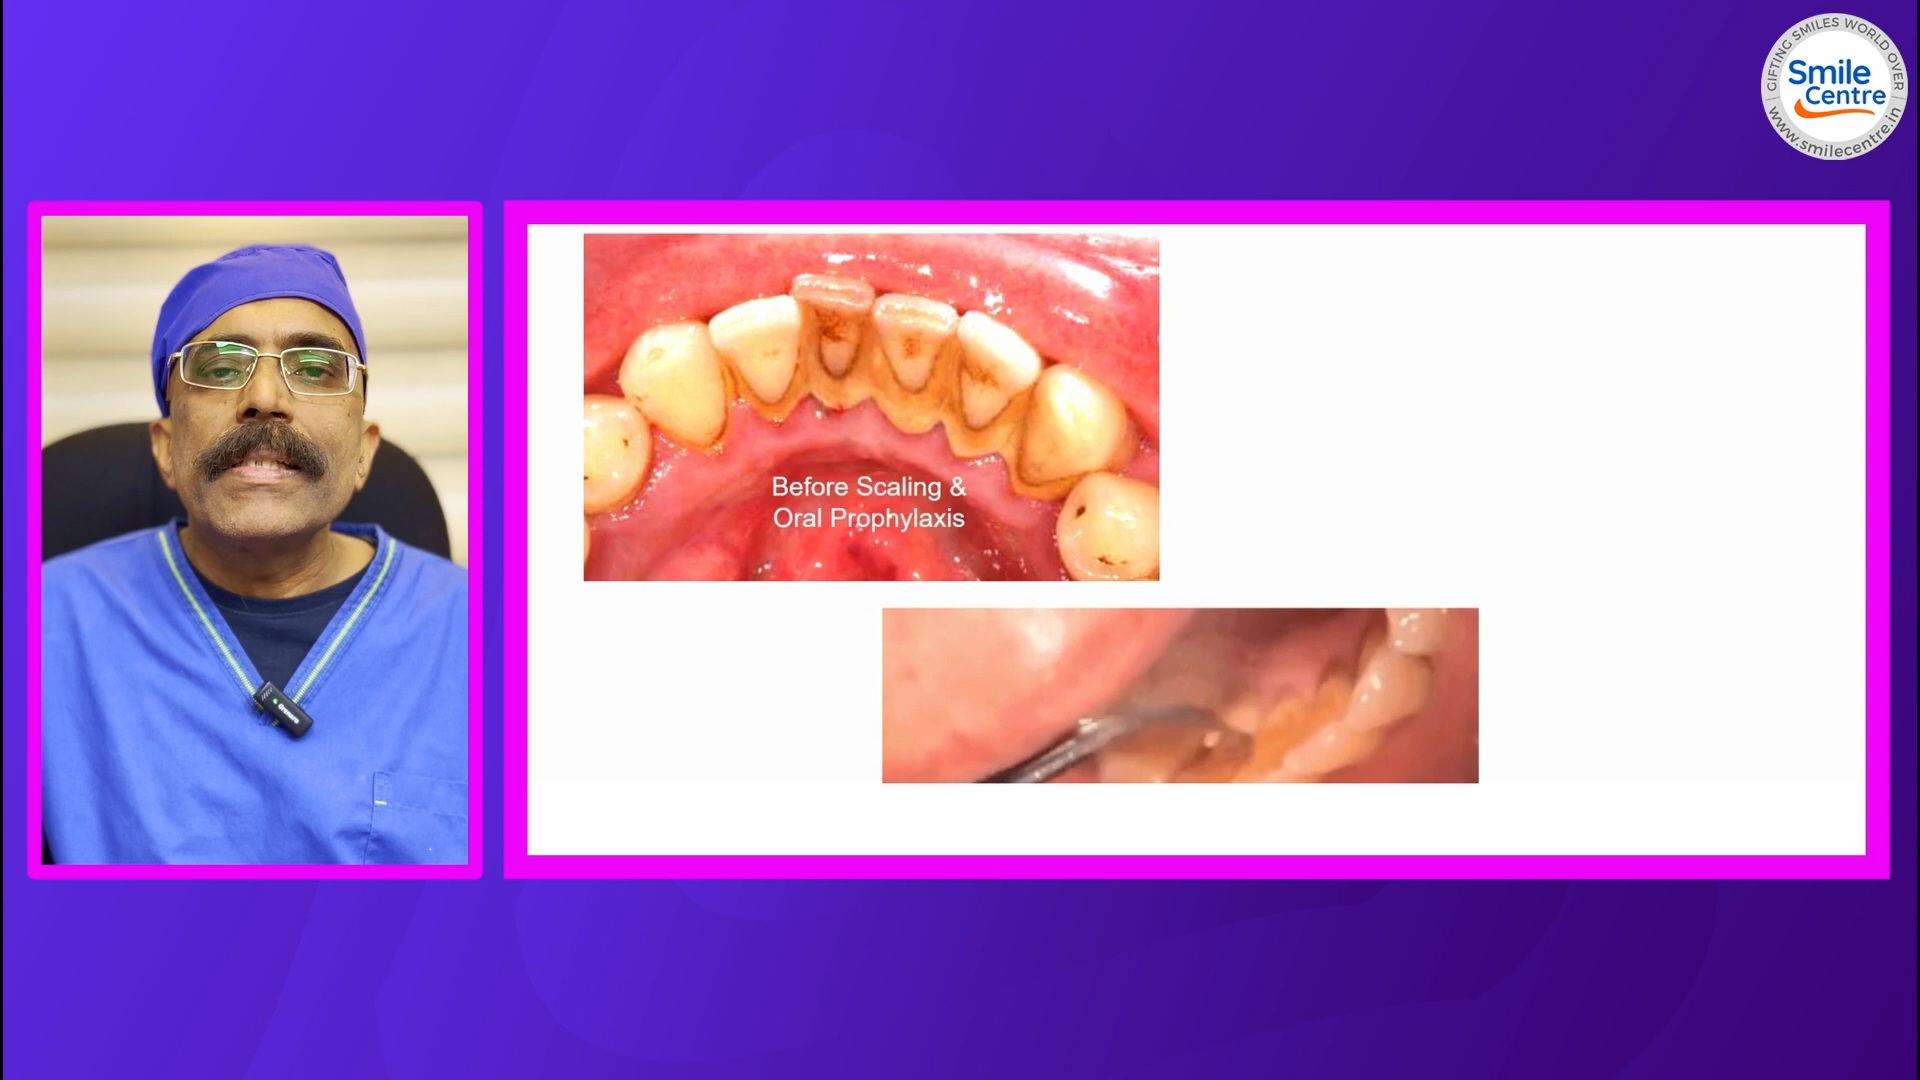 GIFTING SMILES WORLD OVER
Smile
Centre
www.smilecentre.in
Before Scaling &
Oral Prophylaxis